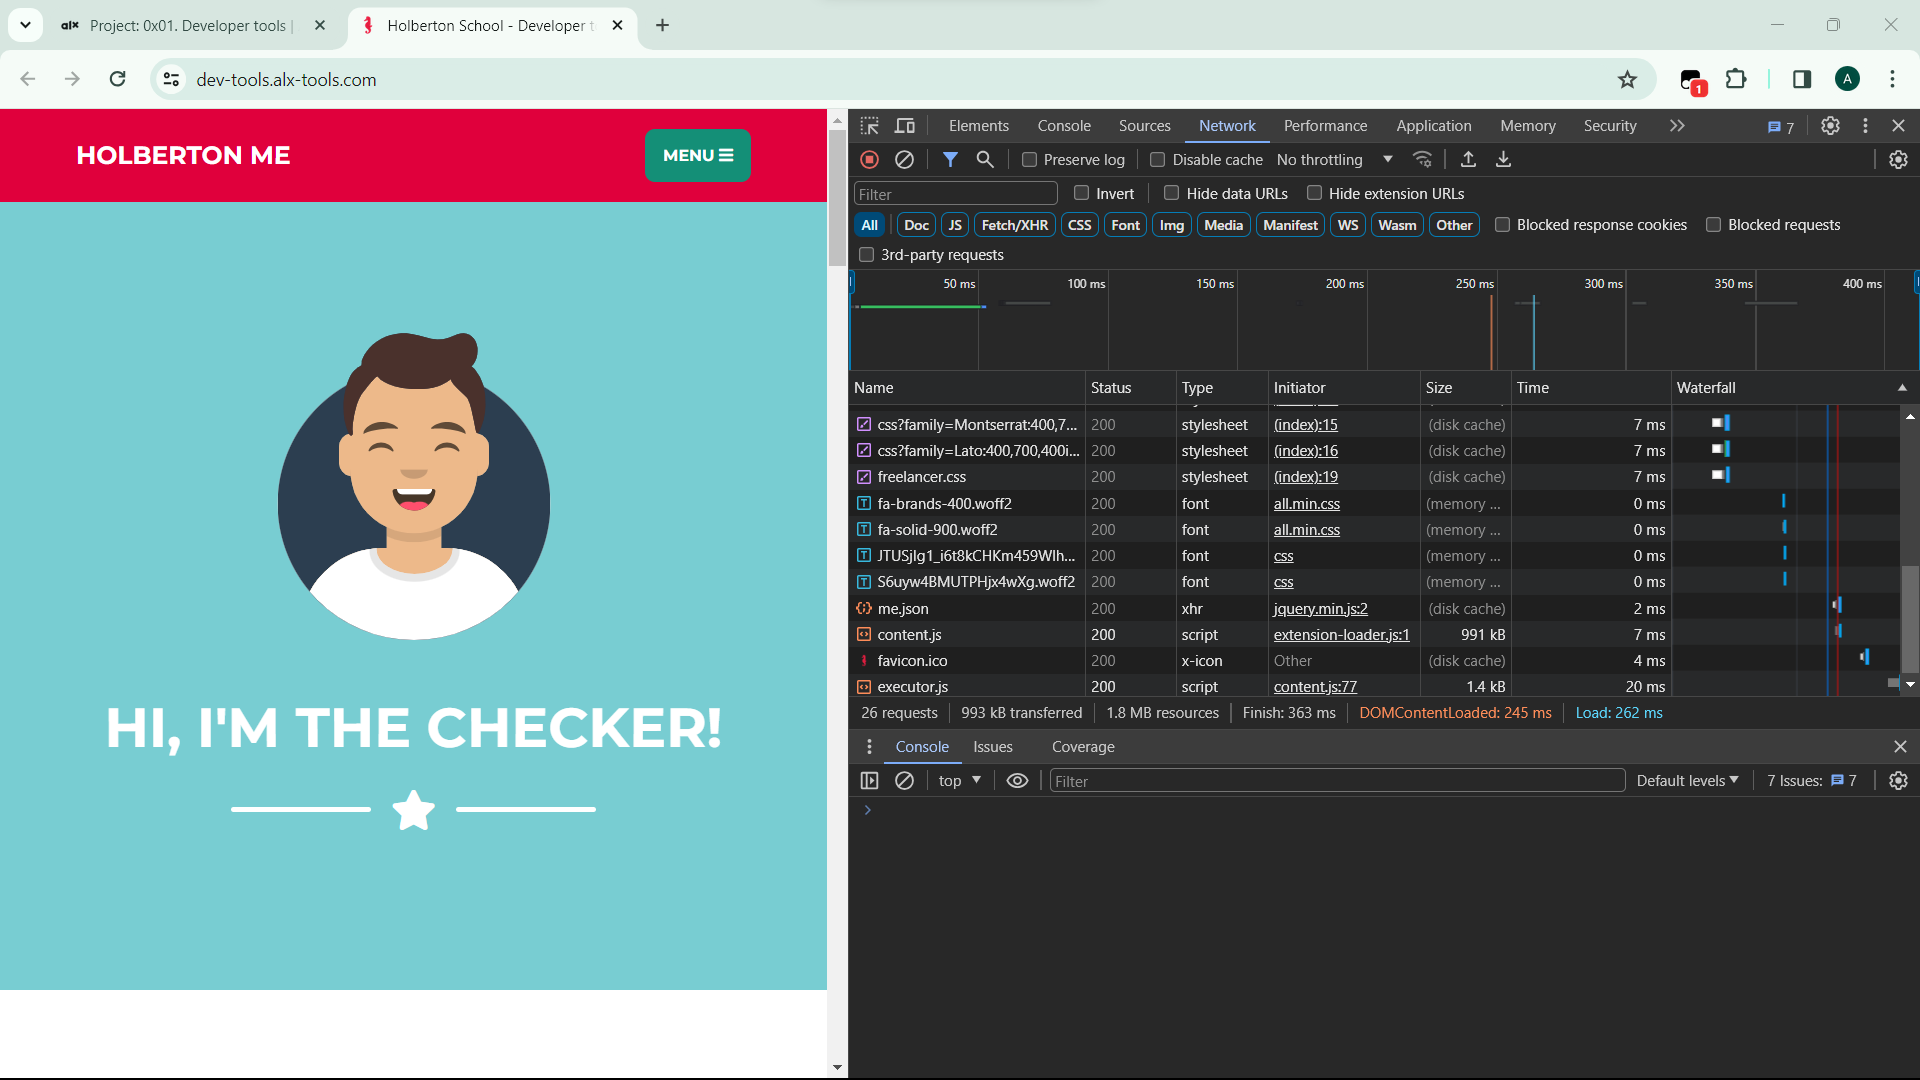 alx Project: 0x01. Developer tools |
Holberton School - Developer t
dev-tools.alx-tools.com
1
A
HOLBERTON ME
MENU
HI, I'M THE CHECKER!
Elements Console Sources Network Performance Application Memory Security 7
Preserve log Disable cache No throttling
Filter Invert Hide data URLs Hide extension URLs
All Doc JS Fetch/XHR CSS Font Img Media Manifest WS Wasm Other Blocked response cookies Blocked requests
3rd-party requests
50 ms 100 ms 150 ms 200 ms 250 ms 300 ms 350 ms 400 ms
Name Status Type Initiator Size Time Waterfall
css?family=Montserrat:400,7... 200 stylesheet (index):15 (disk cache) 7 ms
css?family=Lato:400,700,400i... 200 stylesheet (index):16 (disk cache) 7 ms
freelancer.css 200 stylesheet (index):19 (disk cache) 7 ms
fa-brands-400.woff2 200 font all.min.css (memory ... 0 ms
fa-solid-900.woff2 200 font all.min.css (memory ... 0 ms
JTUSjIg1_i6t8kCHKm459Wlh... 200 font css (memory ... 0 ms
S6uyw4BMUTPHjx4wXg.woff2 200 font css (memory ... 0 ms
me.json 200 xhr jquery.min.js:2 (disk cache) 2 ms
content.js 200 script extension-loader.js:1 991 kB 7 ms
favicon.ico 200 x-icon Other (disk cache) 4 ms
executor.js 200 script content.js:77 1.4 kB 20 ms
26 requests 993 kB transferred 1.8 MB resources Finish: 363 ms DOMContentLoaded: 245 ms Load: 262 ms
Console Issues Coverage
top Filter Default levels 7 Issues: 7